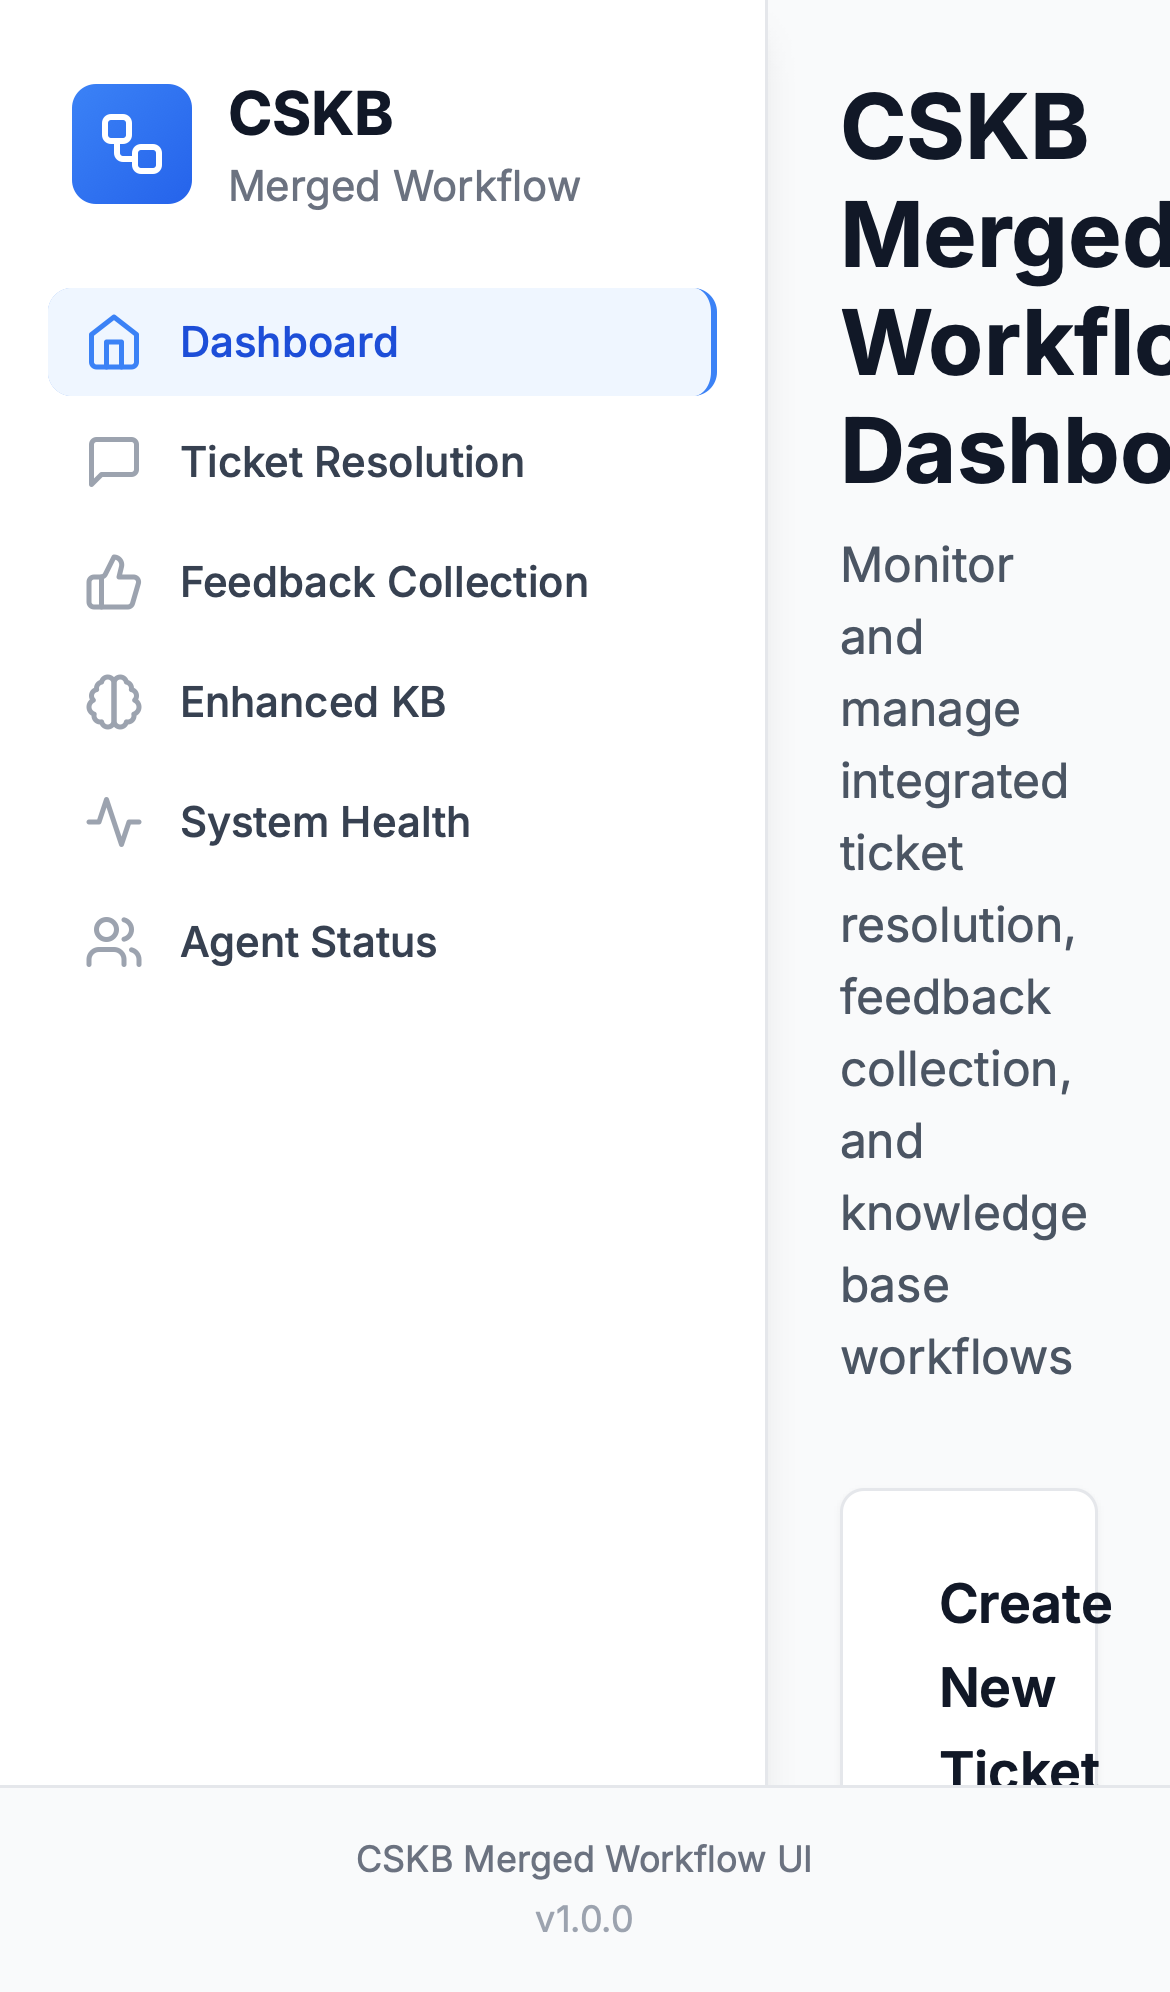 CSKB
Merged Workflow
Dashboard
Ticket Resolution
Feedback Collection
Enhanced KB
System Health
Agent Status
CSKB
Merged
Workflo
Dashbo
Monitor
and
manage
integrated
ticket
resolution,
feedback
collection,
and
knowledge
base
workflows
Create
New
Ticket
CSKB Merged Workflow UI
v1.0.0